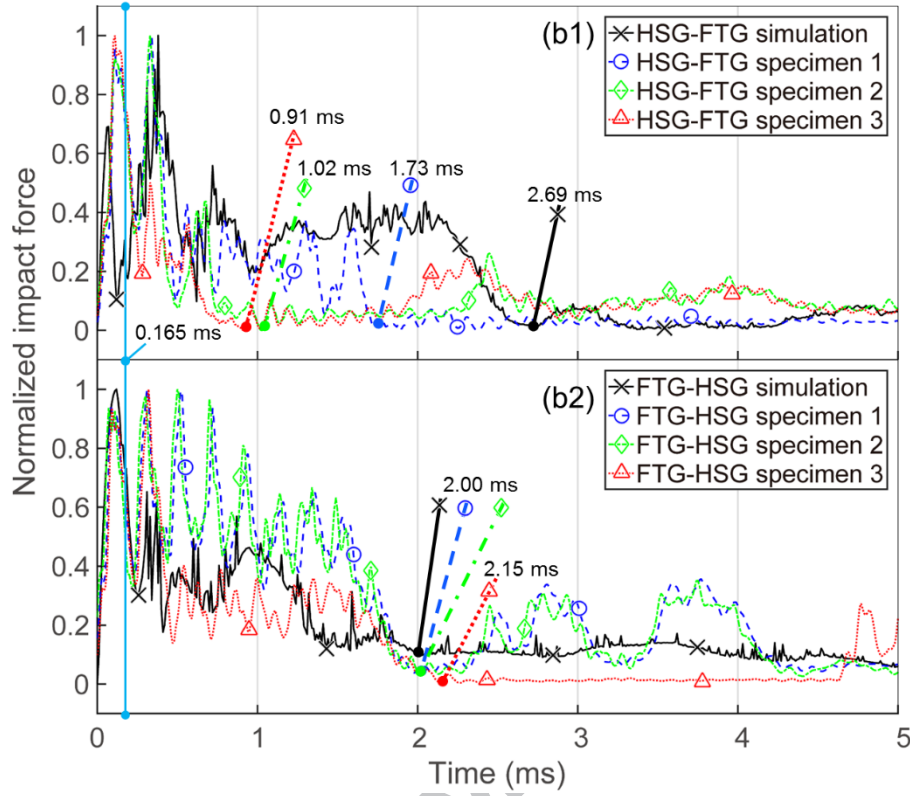 (b1)
HSG-FTG simulation
HSG-FTG specimen 1
HSG-FTG specimen 2
HSG-FTG specimen 3
1
0.8
0.6
0.4
0.2
0
0.91 ms
1.02 ms
1.73 ms
2.69 ms
0.165 ms
Normalized impact force
(b2)
FTG-HSG simulation
FTG-HSG specimen 1
FTG-HSG specimen 2
FTG-HSG specimen 3
1
0.8
0.6
0.4
0.2
0
2.00 ms
2.15 ms
0 1 2 3 4 5
Time (ms)